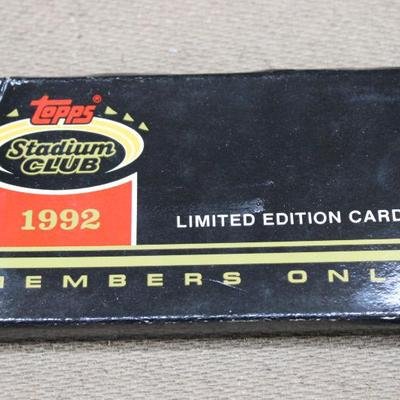 Topps®
Stadium
CLUB
1992
LIMITED EDITION CARD
MEMBERS ONL